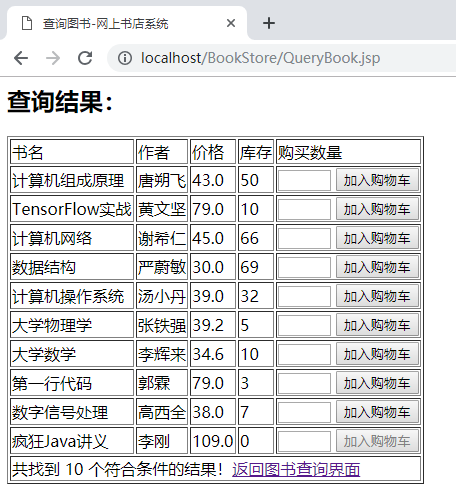 查询图书-网上书店系统
localhost/BookStore/QueryBook.jsp
查询结果：
书名 作者 价格 库存 购买数量
计算机组成原理 唐朔飞 43.0 50 加入购物车
TensorFlow实战 黄文坚 79.0 10 加入购物车
计算机网络 谢希仁 45.0 66 加入购物车
数据结构 严蔚敏 30.0 69 加入购物车
计算机操作系统 汤小丹 39.0 32 加入购物车
大学物理学 张铁强 39.2 5 加入购物车
大学数学 李辉来 34.6 10 加入购物车
第一行代码 郭霖 79.0 3 加入购物车
数字信号处理 高西全 38.0 7 加入购物车
疯狂Java讲义 李刚 109.0 0 加入购物车
共找到 10 个符合条件的结果！返回图书查询界面